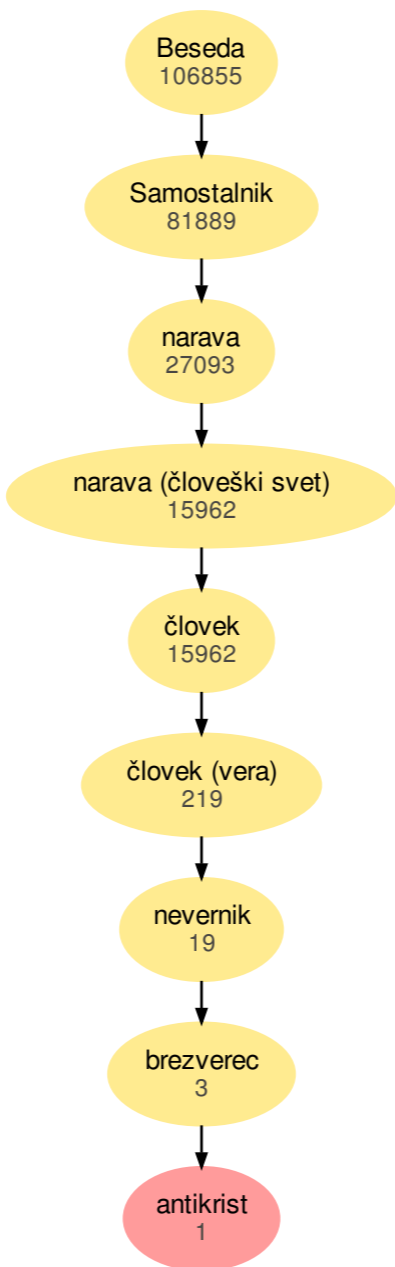 Beseda
106855
Samostalnik
81889
narava
27093
narava (človeški svet)
15962
človek
15962
človek (vera)
219
nevernik
19
brezverec
3
antikrist
1